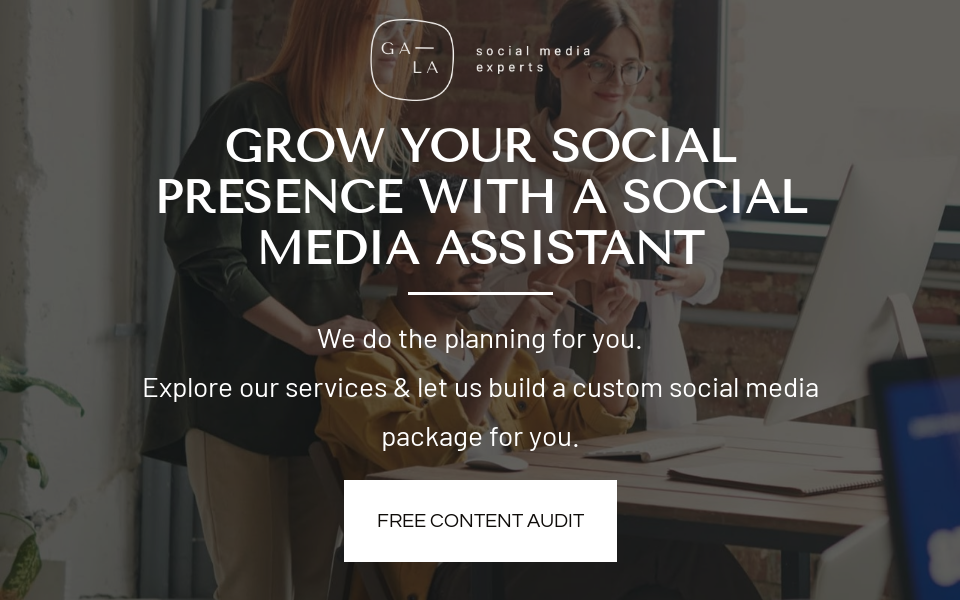 GA—
LA
social media
experts
GROW YOUR SOCIAL
PRESENCE WITH A SOCIAL
MEDIA ASSISTANT
We do the planning for you.
Explore our services & let us build a custom social media
package for you.
FREE CONTENT AUDIT